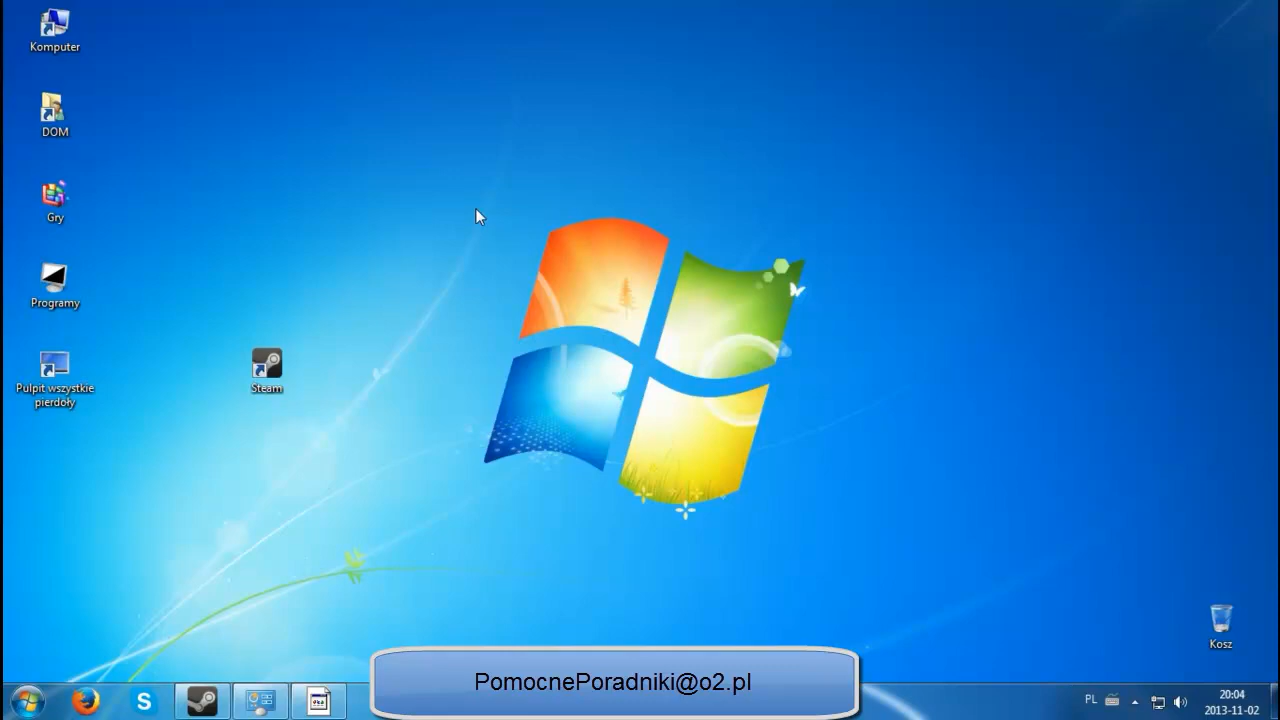 Komputer
DOM
Gry
Programy
Pulpit wszystkie
pierdoły
Steam
Kosz
PomocnePoradniki@o2.pl
PL
20:04
2013-11-02